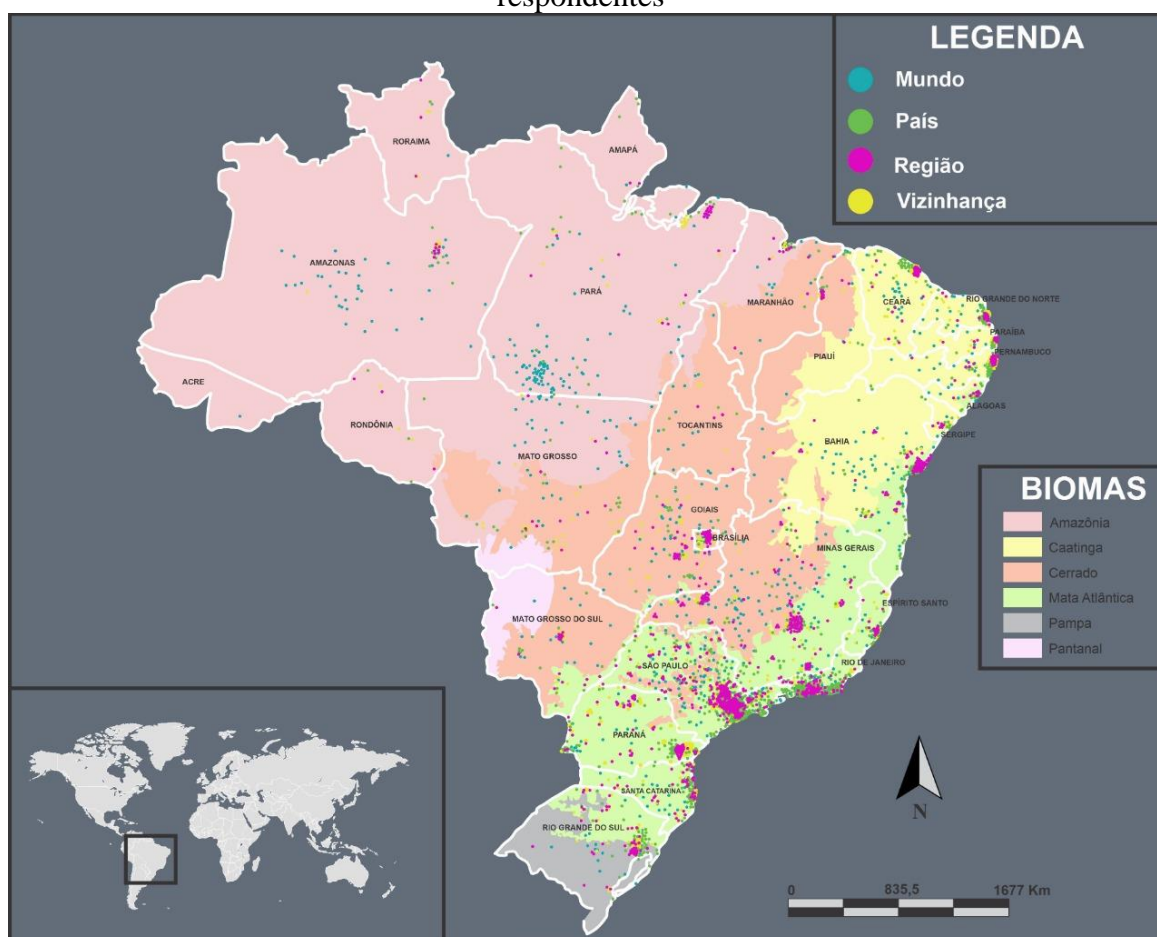 respondentes
LEGENDA
Mundo
País
Região
Vizinhança
RORAIMA
AMAPÁ
AMAZONAS
PARÁ
MARANHÃO
CEARÁ
RIO GRANDE DO NORTE
PARAÍBA
PERNAMBUCO
PIAUÍ
ACRE
ALAGOAS
RONDÔNIA
TOCANTINS
SERGIPE
BAHIA
MATO GROSSO
GOIAIS
BRASÍLIA
MINAS GERAIS
ESPÍRITO SANTO
MATO GROSSO DO SUL
SÃO PAULO
RIO DE JANEIRO
PARANÁ
SANTA CATARINA
RIO GRANDE DO SUL
BIOMAS
Amazônia
Caatinga
Cerrado
Mata Atlântica
Pampa
Pantanal
N
0 835,5 1677 Km